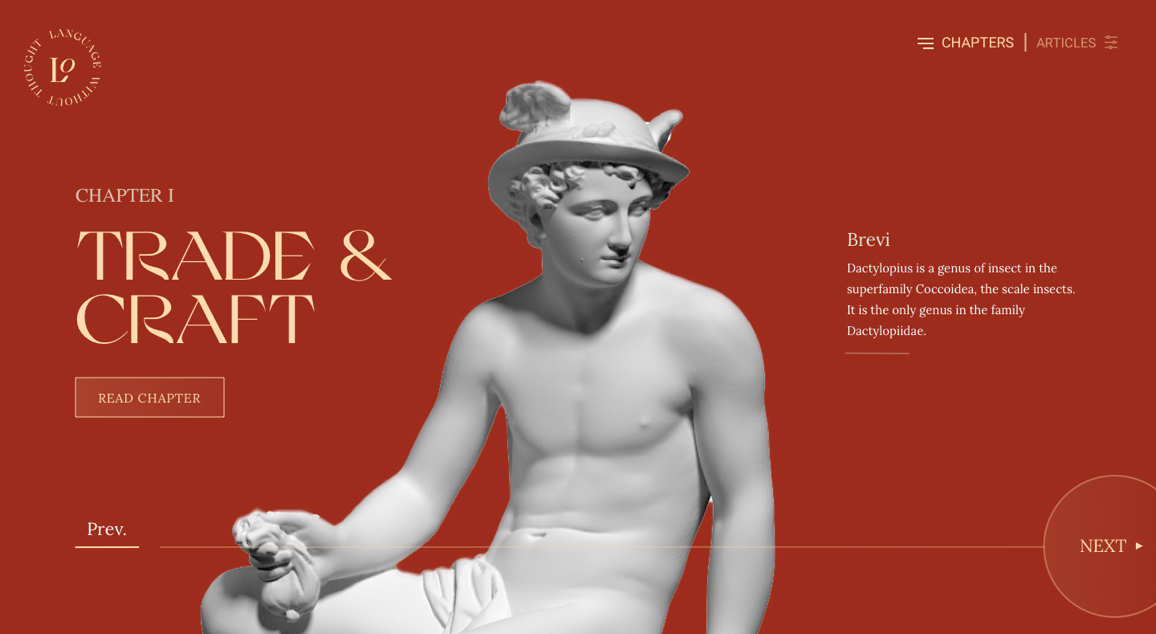 LANGUAGE WITHOUT THOUGHT
Lo
CHAPTERS
ARTICLES
CHAPTER I
TRADE &
CRAFT
READ CHAPTER
Brevi
Dactylopius is a genus of insect in the
superfamily Coccoidea, the scale insects.
It is the only genus in the family
Dactylopiidae.
Prev.
NEXT